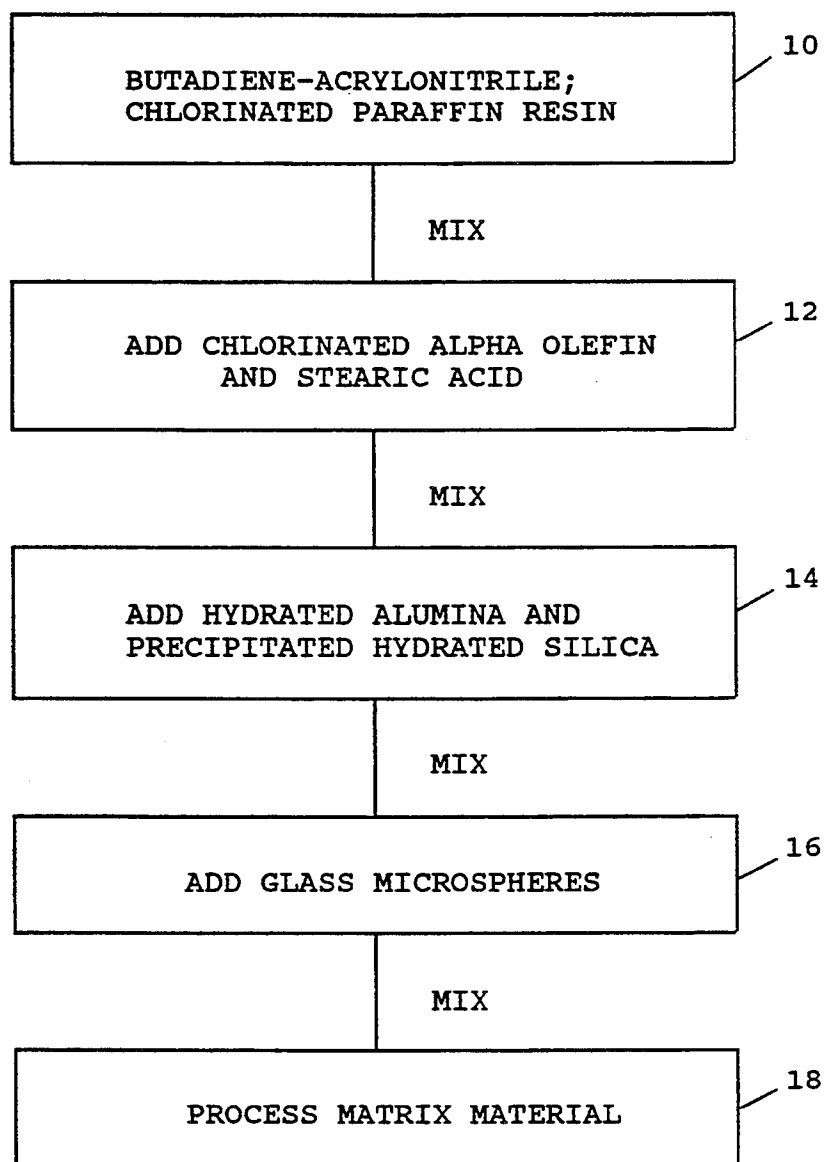 10
BUTADIENE-ACRYLONITRILE;
CHLORINATED PARAFFIN RESIN
MIX
12
ADD CHLORINATED ALPHA OLEFIN
AND STEARIC ACID
MIX
14
ADD HYDRATED ALUMINA AND
PRECIPITATED HYDRATED SILICA
MIX
16
ADD GLASS MICROSPHERES
MIX
18
PROCESS MATRIX MATERIAL